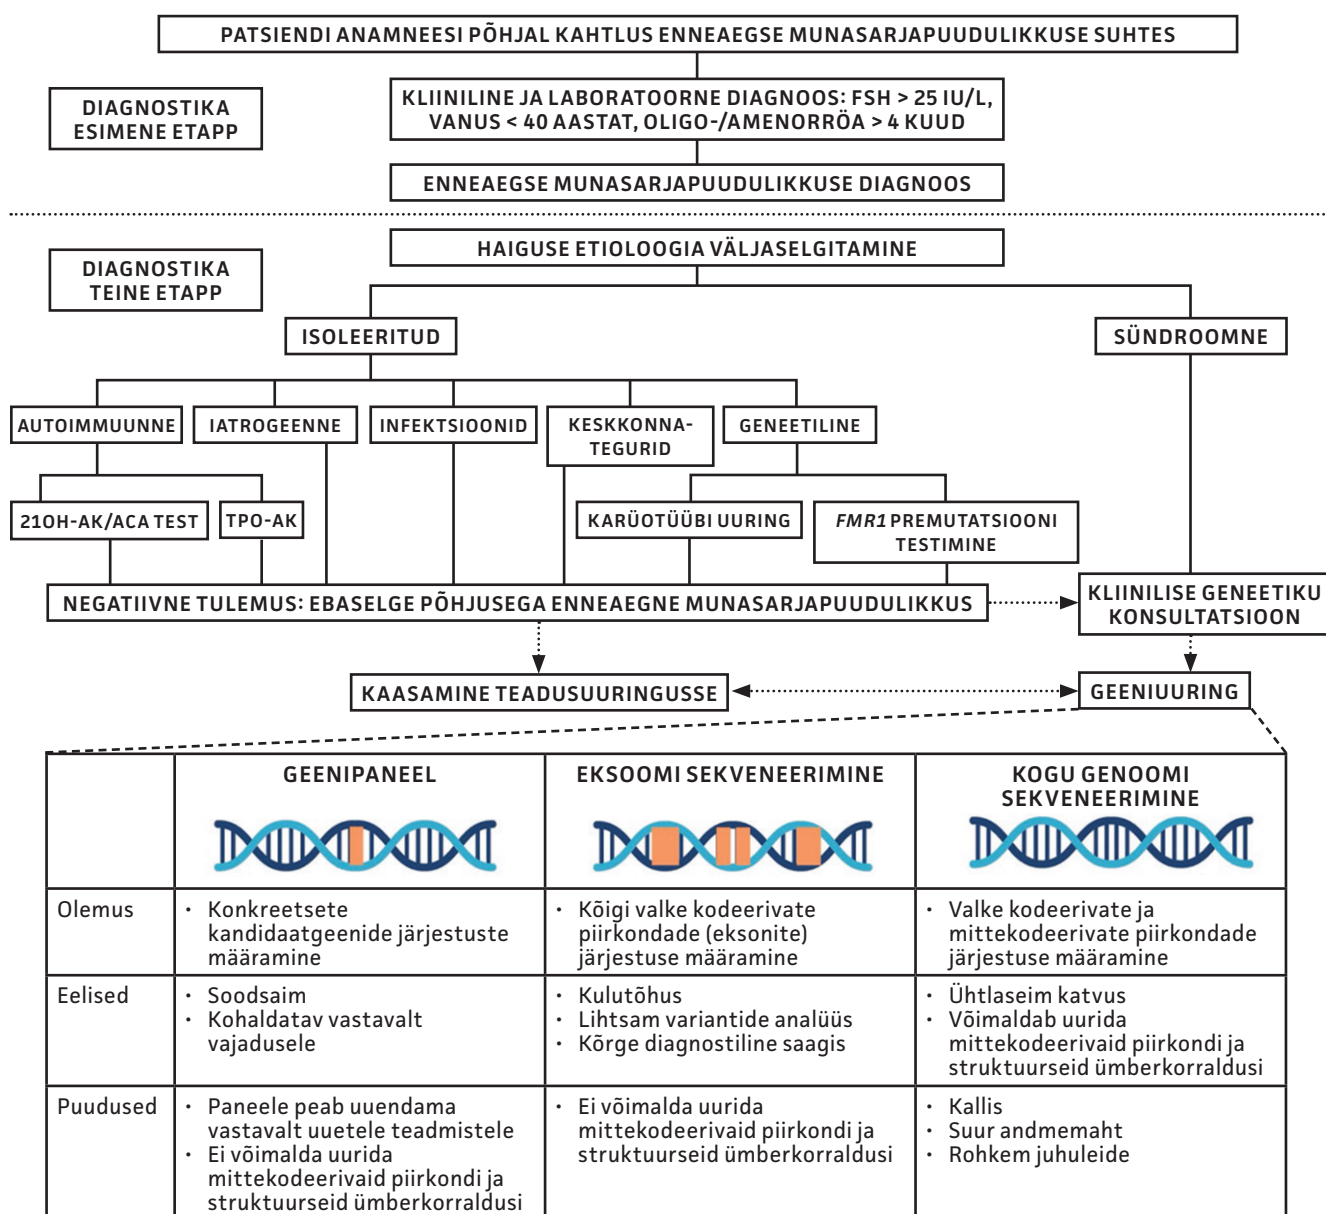 PATSIENDI ANAMNEESI PÕHJAL KAHTLUS ENNEAEGSE MUNASARJAPUUDULIKKUSE SUHTES
DIAGNOSTIKA
ESIMENE ETAPP
KLIINILINE JA LABORATOORNE DIAGNOOS: FSH > 25 IU/L,
VANUS < 40 AASTAT, OLIGO-/AMENORRÖA > 4 KUUD
ENNEAEGSE MUNASARJAPUUDULIKKUSE DIAGNOOS
DIAGNOSTIKA
TEINE ETAPP
HAIGUSE ETIOLOOGIA VÄLJASELGITAMINE
ISOLEERITUD
SÜNDROOMNE
AUTOIMMUUNNE
IATROGEENNE
INFEKTSIOONID
KESKKONNA-
TEGURID
GENEETILINE
21OH-AK/ACA TEST
TPO-AK
KARÜOTÜÜBI UURING
FMR1 PREMUTATSIOONI
TESTIMINE
NEGATIIVNE TULEMUS: EBASELGE PÕHJUSEGA ENNEAEGNE MUNASARJAPUUDULIKKUS
KLIINILISE GENEETIKU
KONSULTATSIOON
KAASAMINE TEADUSUURINGUSSE
GEENIUURING
GEENIPANEEL
EKSOOMI SEKVENEERIMINE
KOGU GENOOMI
SEKVENEERIMINE
Olemus
• Konkreetsete
kandidaatgeenide järjestuste
määramine
• Kõigi valke kodeerivate
piirkondade (eksonite)
järjestuse määramine
• Valke kodeerivate ja
mittekodeerivate piirkondade
järjestuse määramine
Eelised
• Soodsaim
• Kohaldatav vastavalt
vajadusele
• Kulutõhus
• Lihtsam variantide analüüs
• Kõrge diagnostiline saagis
• Ühtlaseim katvus
• Võimaldab uurida
mittekodeerivaid piirkondi ja
struktuurseid ümberkorraldusi
Puudused
• Paneele peab uuendama
vastavalt uuetele teadmistele
• Ei võimalda uurida
mittekodeerivaid piirkondi ja
struktuurseid ümberkorraldusi
• Ei võimalda uurida
mittekodeerivaid piirkondi ja
struktuurseid ümberkorraldusi
• Kallis
• Suur andmemaht
• Rohkem juhuleide